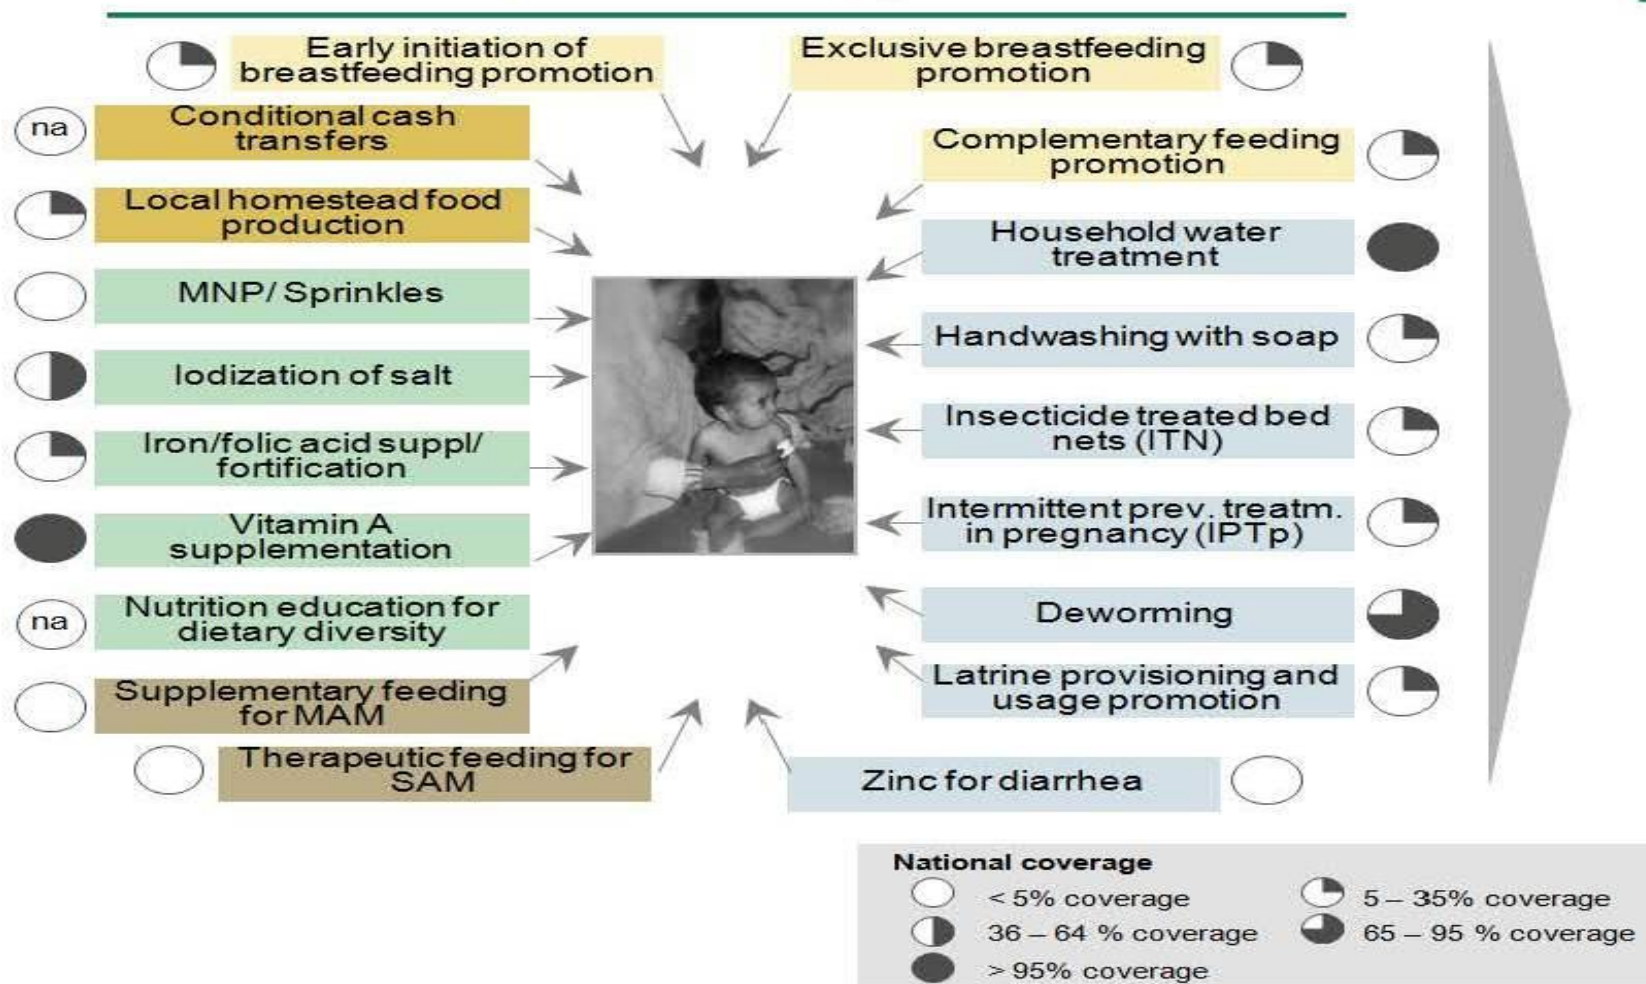 Early initiation of
breastfeeding promotion
Exclusive breastfeeding
promotion
na
Conditional cash
transfers
Local homestead food
production
MNP/ Sprinkles
Iodization of salt
Iron/folic acid suppl/
fortification
Vitamin A
supplementation
na
Nutrition education for
dietary diversity
Supplementary feeding
for MAM
Therapeutic feeding for
SAM
Complementary feeding
promotion
Household water
treatment
Handwashing with soap
Insecticide treated bed
nets (ITN)
Intermittent prev. treatm.
in pregnancy (IPTp)
Deworming
Latrine provisioning and
usage promotion
Zinc for diarrhea
National coverage
< 5% coverage
5 – 35% coverage
36 – 64 % coverage
65 – 95 % coverage
> 95% coverage